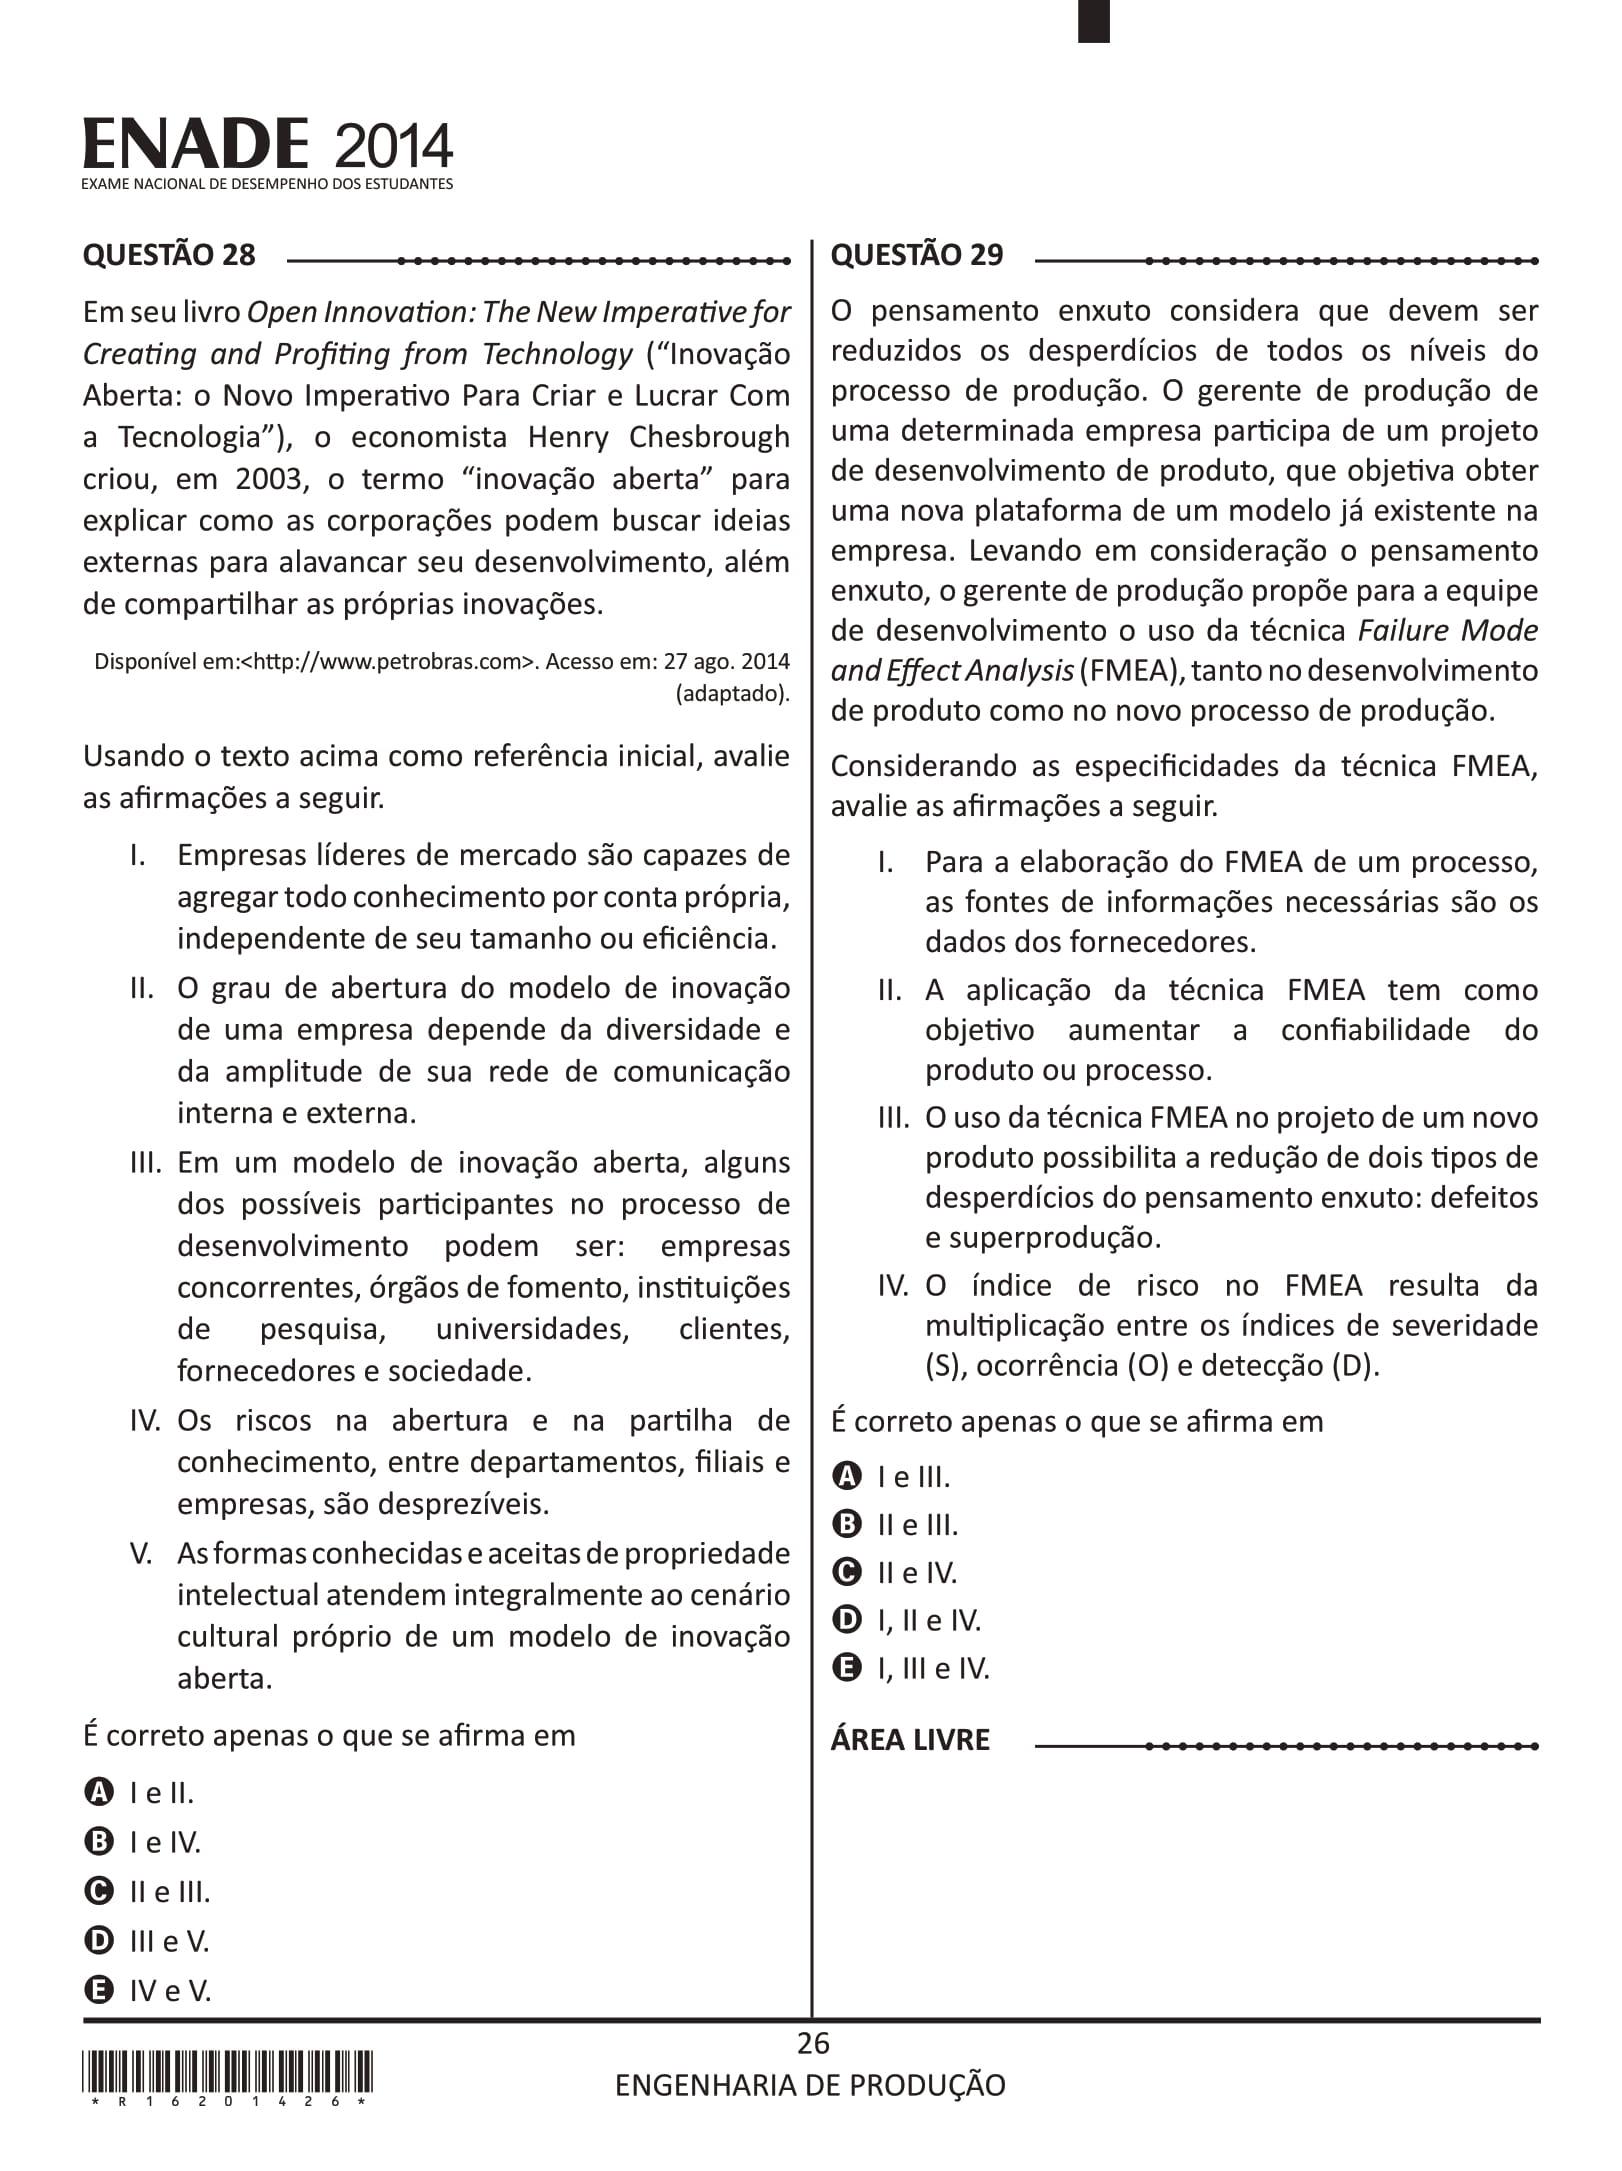 ENADE 2014
EXAME NACIONAL DE DESEMPENHO DOS ESTUDANTES
QUESTÃO 28
Em seu livro Open Innovation: The New Imperative for
Creating and Profiting from Technology (“Inovação
Aberta: o Novo Imperativo Para Criar e Lucrar Com
a Tecnologia”), o economista Henry Chesbrough
criou, em 2003, o termo “inovação aberta” para
explicar como as corporações podem buscar ideias
externas para alavancar seu desenvolvimento, além
de compartilhar as próprias inovações.
Disponível em:<http://www.petrobras.com>. Acesso em: 27 ago. 2014
(adaptado).
Usando o texto acima como referência inicial, avalie
as afirmações a seguir.
I. Empresas líderes de mercado são capazes de
agregar todo conhecimento por conta própria,
independente de seu tamanho ou eficiência.
II. O grau de abertura do modelo de inovação
de uma empresa depende da diversidade e
da amplitude de sua rede de comunicação
interna e externa.
III. Em um modelo de inovação aberta, alguns
dos possíveis participantes no processo de
desenvolvimento podem ser: empresas
concorrentes, órgãos de fomento, instituições
de pesquisa, universidades, clientes,
fornecedores e sociedade.
IV. Os riscos na abertura e na partilha de
conhecimento, entre departamentos, filiais e
empresas, são desprezíveis.
V. As formas conhecidas e aceitas de propriedade
intelectual atendem integralmente ao cenário
cultural próprio de um modelo de inovação
aberta.
É correto apenas o que se afirma em
A I e II.
B I e IV.
C II e III.
D III e V.
E IV e V.
QUESTÃO 29
O pensamento enxuto considera que devem ser
reduzidos os desperdícios de todos os níveis do
processo de produção. O gerente de produção de
uma determinada empresa participa de um projeto
de desenvolvimento de produto, que objetiva obter
uma nova plataforma de um modelo já existente na
empresa. Levando em consideração o pensamento
enxuto, o gerente de produção propõe para a equipe
de desenvolvimento o uso da técnica Failure Mode
and Effect Analysis (FMEA), tanto no desenvolvimento
de produto como no novo processo de produção.
Considerando as especificidades da técnica FMEA,
avalie as afirmações a seguir.
I. Para a elaboração do FMEA de um processo,
as fontes de informações necessárias são os
dados dos fornecedores.
II. A aplicação da técnica FMEA tem como
objetivo aumentar a confiabilidade do
produto ou processo.
III. O uso da técnica FMEA no projeto de um novo
produto possibilita a redução de dois tipos de
desperdícios do pensamento enxuto: defeitos
e superprodução.
IV. O índice de risco no FMEA resulta da
multiplicação entre os índices de severidade
(S), ocorrência (O) e detecção (D).
É correto apenas o que se afirma em
A I e III.
B II e III.
C II e IV.
D I, II e IV.
E I, III e IV.
ÁREA LIVRE
26
ENGENHARIA DE PRODUÇÃO
*R16201426*